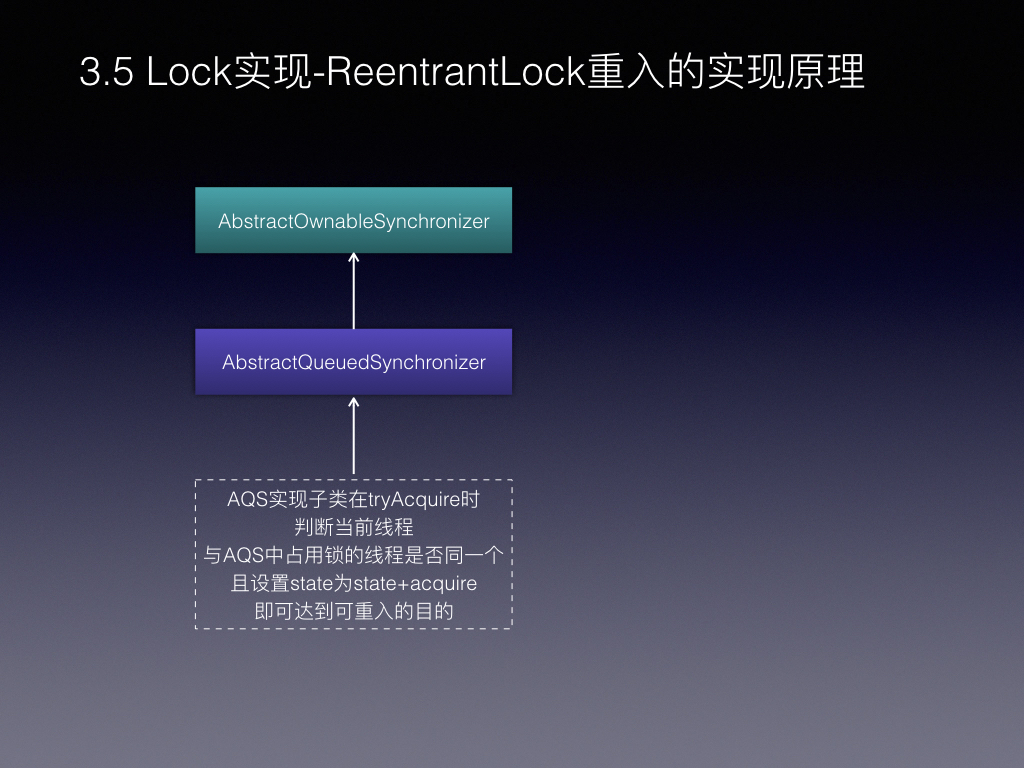 3.5 Lock实现-ReentrantLock重入的实现原理
AbstractOwnableSynchronizer
AbstractQueuedSynchronizer
AQS实现子类在tryAcquire时
判断当前线程
与AQS中占用锁的线程是否同一个
且设置state为state+acquire
即可达到可重入的目的